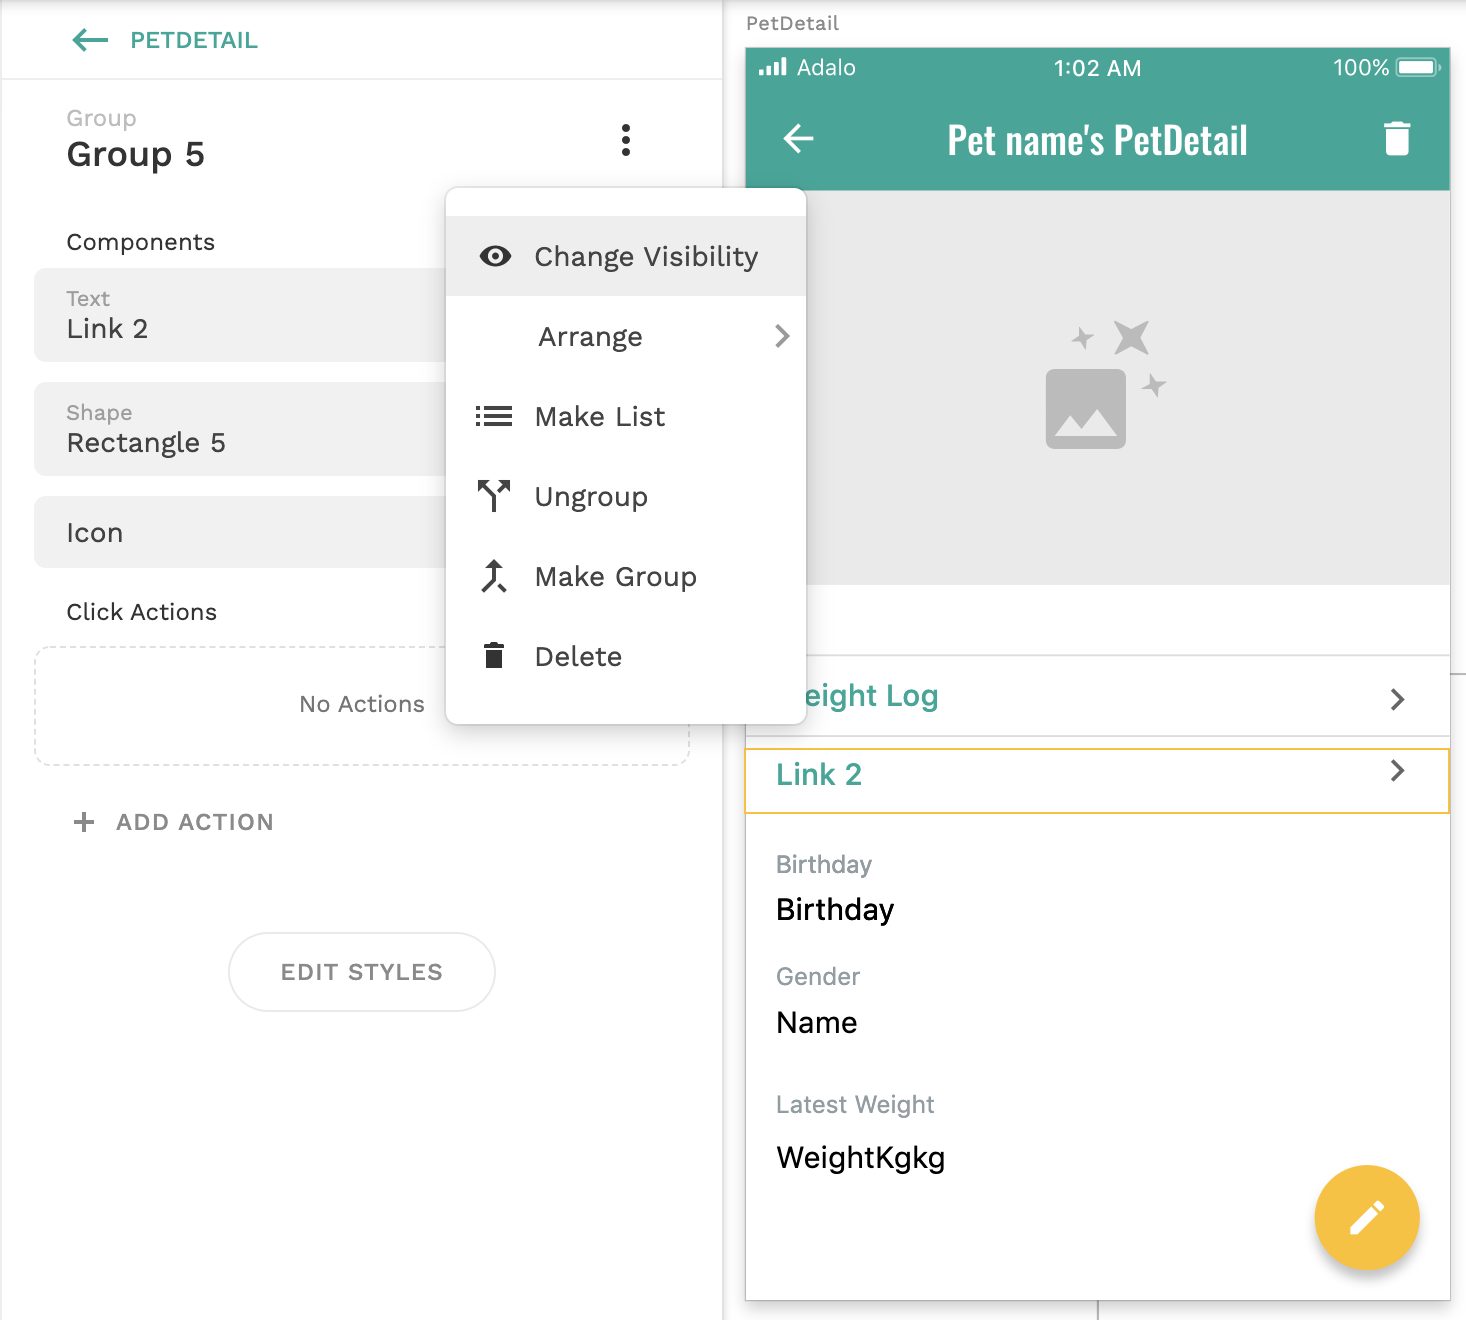 PETDETAIL
Group
Group 5
Components
Text
Link 2
Shape
Rectangle 5
Icon
Click Actions
No Actions
ADD ACTION
EDIT STYLES
Change Visibility
Arrange
Make List
Ungroup
Make Group
Delete
PetDetail
Adalo 1:02 AM 100%
Pet name's PetDetail
eight Log
Link 2
Birthday
Birthday
Gender
Name
Latest Weight
WeightKgkg